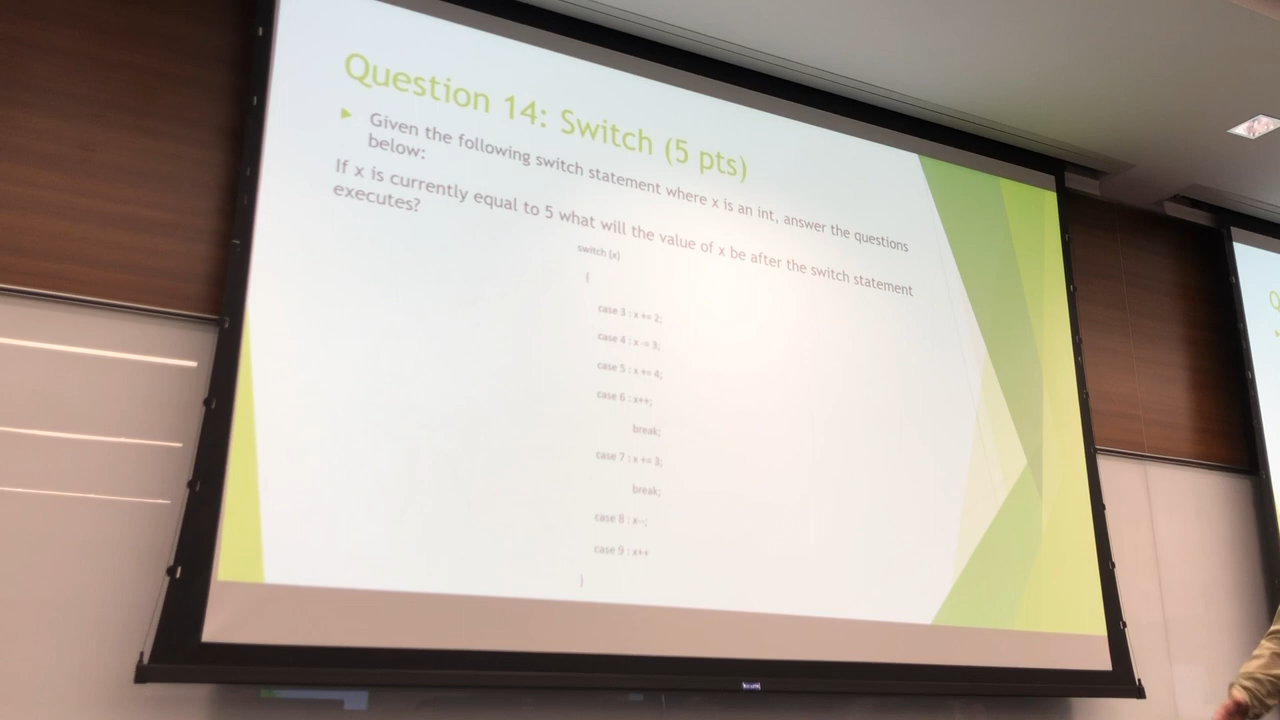 Question 14: Switch (5 pts)
Given the following switch statement where x is an int, answer the questions
below:
If x is currently equal to 5 what will the value of x be after the switch statement
executes?
switch (x)
{
case 3 : x += 2;
case 4 : x -= 3;
case 5 : x += 4;
case 6 : x++;
break;
case 7 : x += 3;
break;
case 8 : x--;
case 9 : x++
}